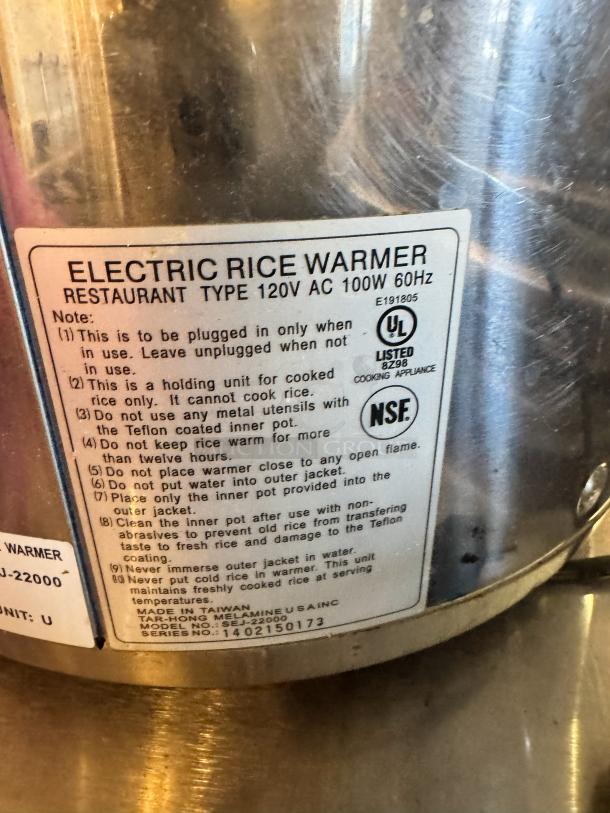 ELECTRIC RICE WARMER
RESTAURANT TYPE 120V AC 100W 60Hz
Note:
(1) This is to be plugged in only when
in use. Leave unplugged when not
in use.
(2) This is a holding unit for cooked
rice only. It cannot cook rice.
(3) Do not use any metal utensils with
the Teflon coated inner pot.
(4) Do not keep rice warm for more
than twelve hours.
(5) Do not place warmer close to any open flame.
(6) Do not put water into outer jacket.
(7) Place only the inner pot provided into the
outer jacket.
(8) Clean the inner pot after use with non-
abrasives to prevent old rice from transfering
taste to fresh rice and damage to the Teflon
coating.
(9) Never immerse outer jacket in water.
(10) Never put cold rice in warmer. This unit
maintains freshly cooked rice at serving
temperatures.
MADE IN TAIWAN
TAR-HONG MELAMINE U S A INC
MODEL NO.: SEJ-22000
SERIES NO.: 1402150173
E191805
UL
LISTED
8Z98
COOKING APPLIANCE
NSF.
WARMER
J-22000
UNIT: U